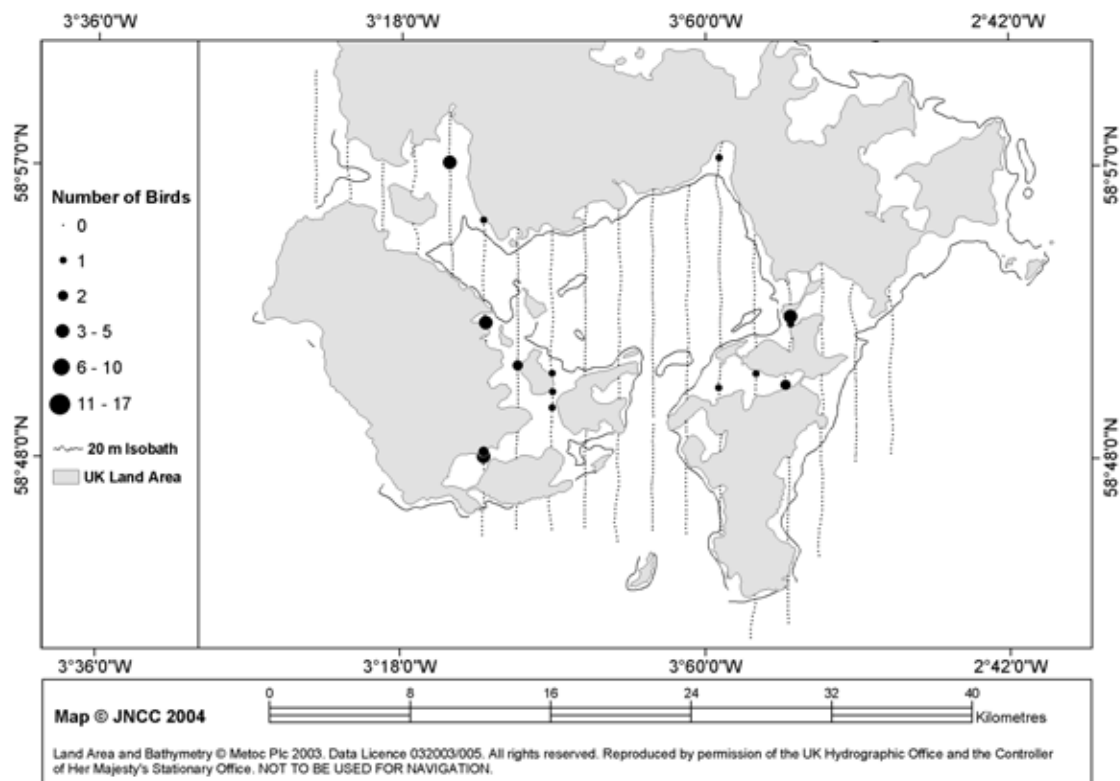 3°36'0"W 3°18'0"W 3°60'0"W 2°42'0"W
58°57'0"N 58°57'0"N
Number of Birds
0
1
2
3 - 5
6 - 10
11 - 17
20 m Isobath
UK Land Area
58°48'0"N 58°48'0"N
3°36'0"W 3°18'0"W 3°60'0"W 2°42'0"W
0 8 16 24 32 40
Kilometres
Map © JNCC 2004
Land Area and Bathymetry © Metoc Plc 2003. Data Licence 032003/005. All rights reserved. Reproduced by permission of the UK Hydrographic Office and the Controller
of Her Majesty's Stationary Office. NOT TO BE USED FOR NAVIGATION.